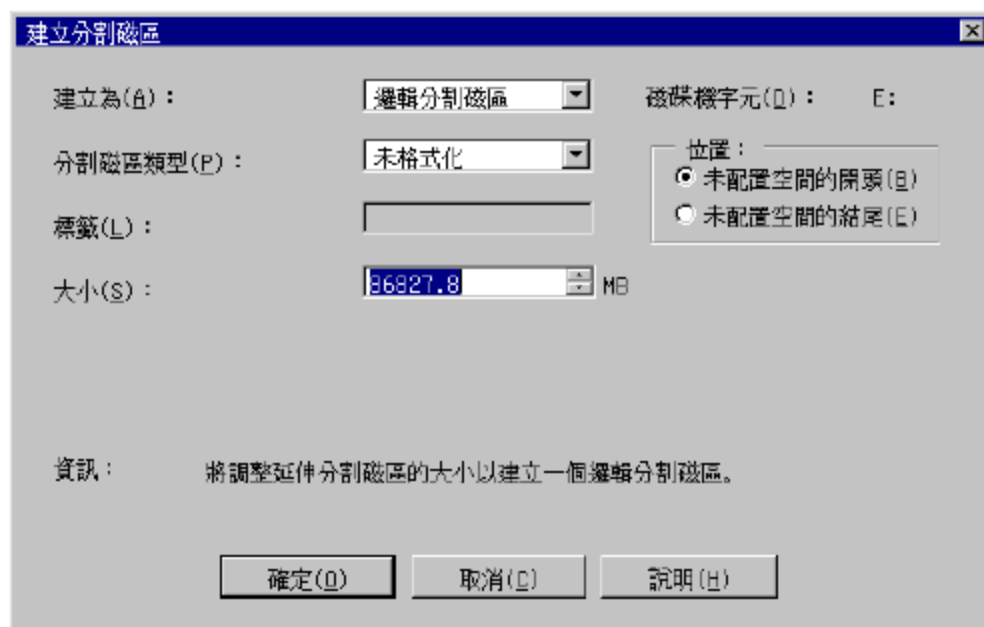 建立分割磁區
建立為(A)： 邏輯分割磁區 磁碟機字元(D)： E:
分割磁區類型(P)： 未格式化
位置：
未配置空間的開頭(B)
未配置空間的結尾(E)
標籤(L)：
大小(S)： 86827.8 MB
資訊： 將調整延伸分割磁區的大小以建立一個邏輯分割磁區。
確定(O) 取消(C) 說明(H)